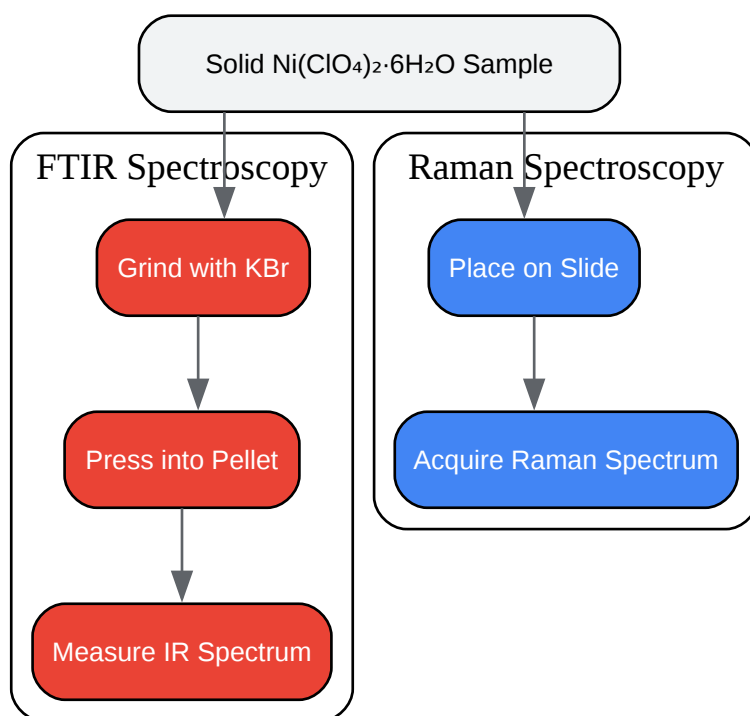 Solid Ni(ClO₄)₂·6H₂O Sample
FTIR Spectroscopy
Grind with KBr
Press into Pellet
Measure IR Spectrum
Raman Spectroscopy
Place on Slide
Acquire Raman Spectrum